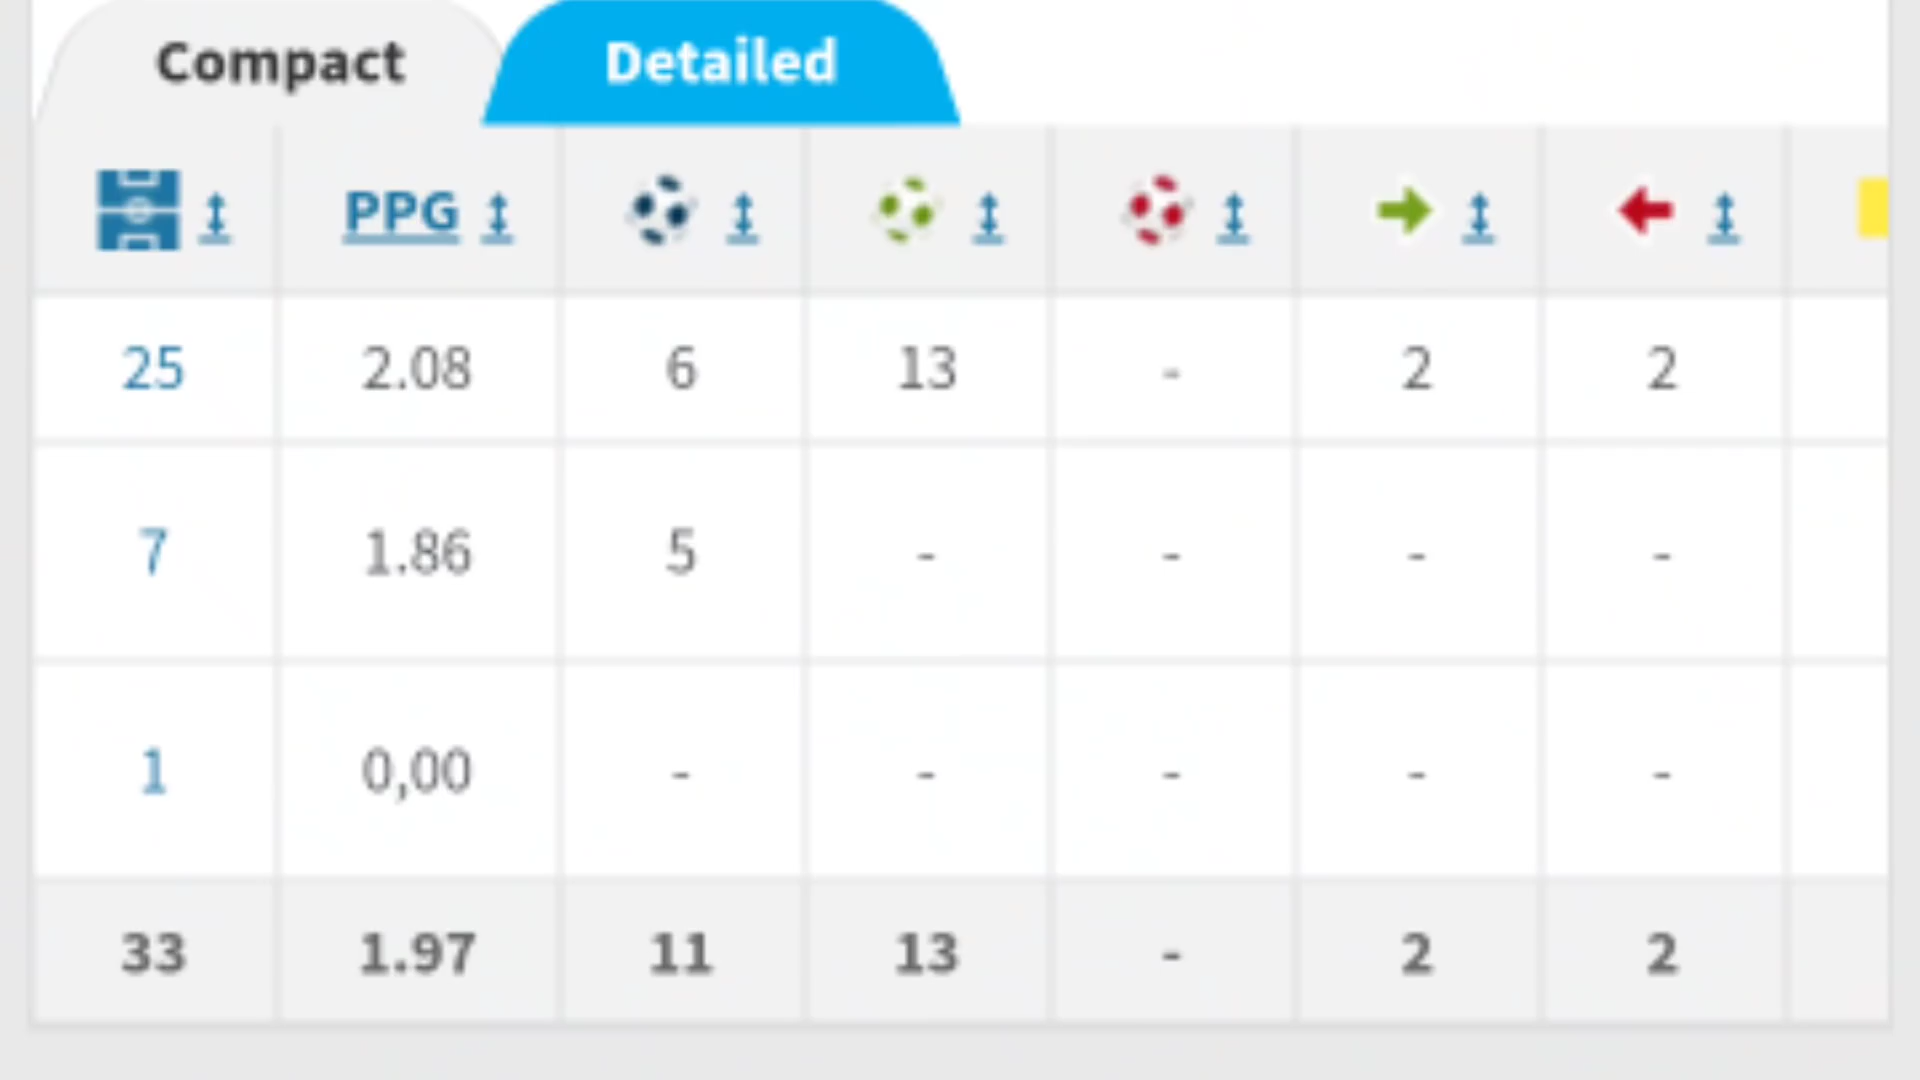 Compact Detailed
PPG
25 2.08 6 13 - 2 2
7 1.86 5 - - - -
1 0,00 - - - - -
33 1.97 11 13 - 2 2